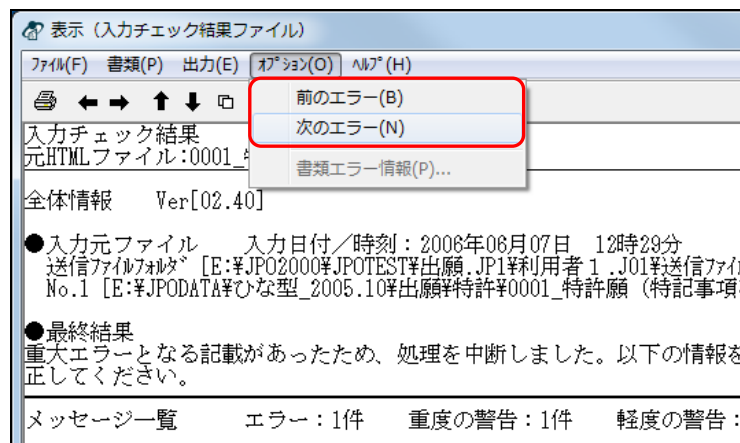 表示（入力チェック結果ファイル）
ﾌｧｲﾙ(F) 書類(P) 出力(E) ｵﾌﾟｼｮﾝ(O) ﾍﾙﾌﾟ(H)
前のエラー(B)
次のエラー(N)
書類エラー情報(P)...
入力チェック結果
元HTMLファイル:0001_
全体情報 Ver[02.40]
●入力元ファイル 入力日付／時刻：2006年06月07日 12時29分
送信ﾌｧｲﾙﾌｫﾙﾀﾞ [E:¥JPO2000¥JPOTEST¥出願.JP1¥利用者１.J01¥送信ﾌｧｲﾙ
No.1 [E:¥JPODATA¥ひな型_2005.10¥出願¥特許¥0001_特許願（特記事項
●最終結果
重大エラーとなる記載があったため、処理を中断しました。以下の情報を
正してください。
メッセージ一覧 エラー：1件 重度の警告：1件 軽度の警告：